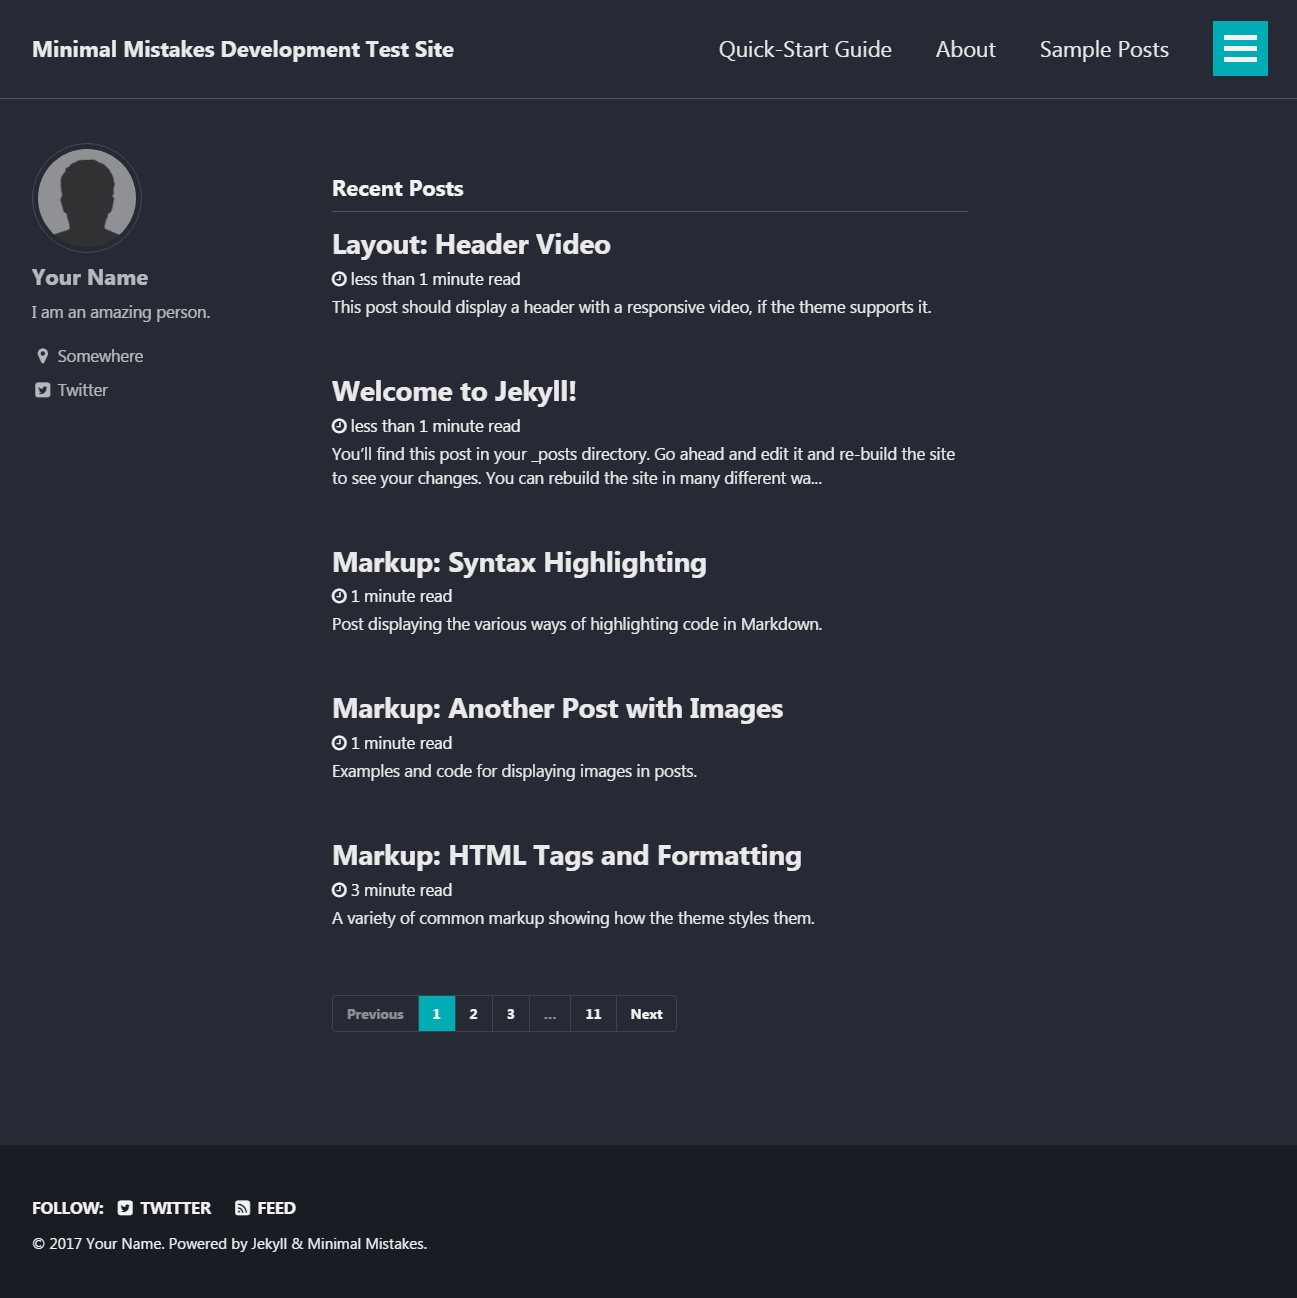 Minimal Mistakes Development Test Site
Quick-Start Guide
About
Sample Posts
Your Name
I am an amazing person.
Somewhere
Twitter
Recent Posts
Layout: Header Video
less than 1 minute read
This post should display a header with a responsive video, if the theme supports it.
Welcome to Jekyll!
less than 1 minute read
You’ll find this post in your _posts directory. Go ahead and edit it and re-build the site
to see your changes. You can rebuild the site in many different wa...
Markup: Syntax Highlighting
1 minute read
Post displaying the various ways of highlighting code in Markdown.
Markup: Another Post with Images
1 minute read
Examples and code for displaying images in posts.
Markup: HTML Tags and Formatting
3 minute read
A variety of common markup showing how the theme styles them.
Previous 1 2 3 ... 11 Next
FOLLOW: TWITTER FEED
© 2017 Your Name. Powered by Jekyll & Minimal Mistakes.